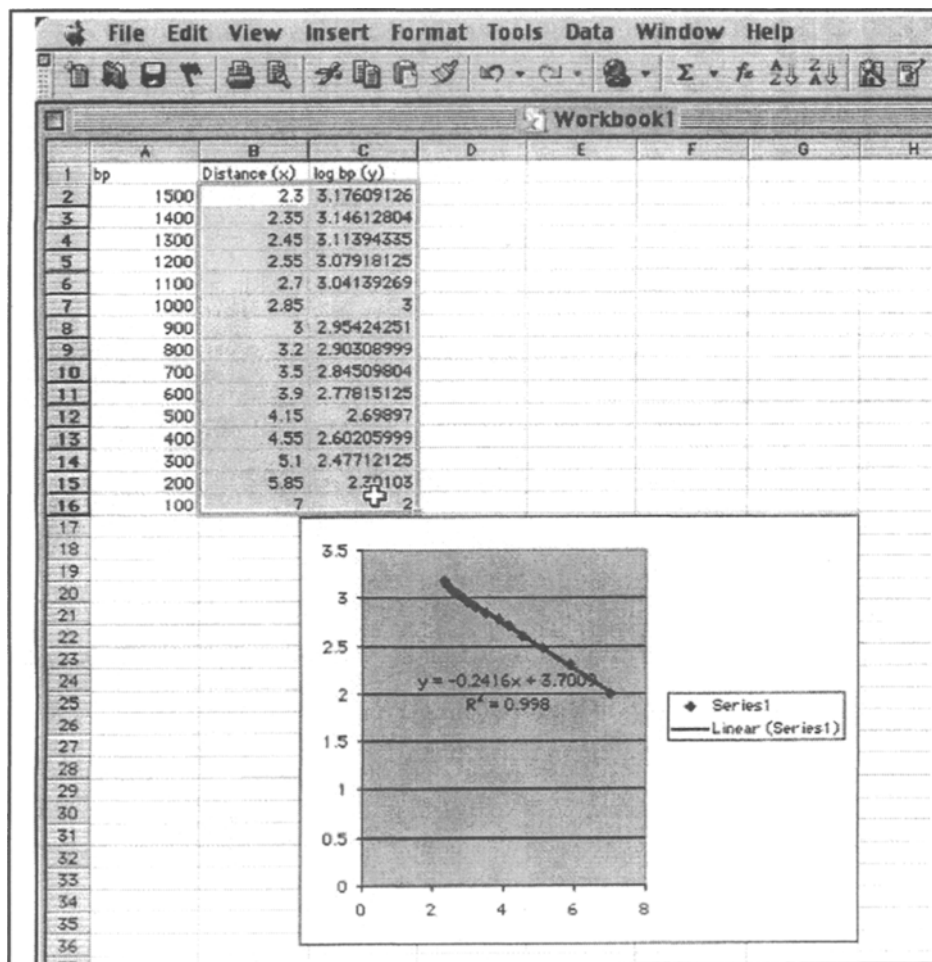 File Edit View Insert Format Tools Data Window Help
Workbook1
A B C D E F G H
1 bp Distance (x) log bp (y)
2 1500 2.3 3.17609126
3 1400 2.35 3.14612804
4 1300 2.45 3.11394335
5 1200 2.55 3.07918125
6 1100 2.7 3.04139269
7 1000 2.85 3
8 900 3 2.95424251
9 800 3.2 2.90308999
10 700 3.5 2.84509804
11 600 3.9 2.77815125
12 500 4.15 2.69897
13 400 4.55 2.60205999
14 300 5.1 2.47712125
15 200 5.85 2.30103
16 100 7 2
17
18
19
20
21
22
23
24
25
26
27
28
29
30
31
32
33
34
35
36
3.5
3
2.5
2
1.5
1
0.5
0
y = -0.2416x + 3.7009
R² = 0.998
0 2 4 6 8
Series1
Linear (Series1)